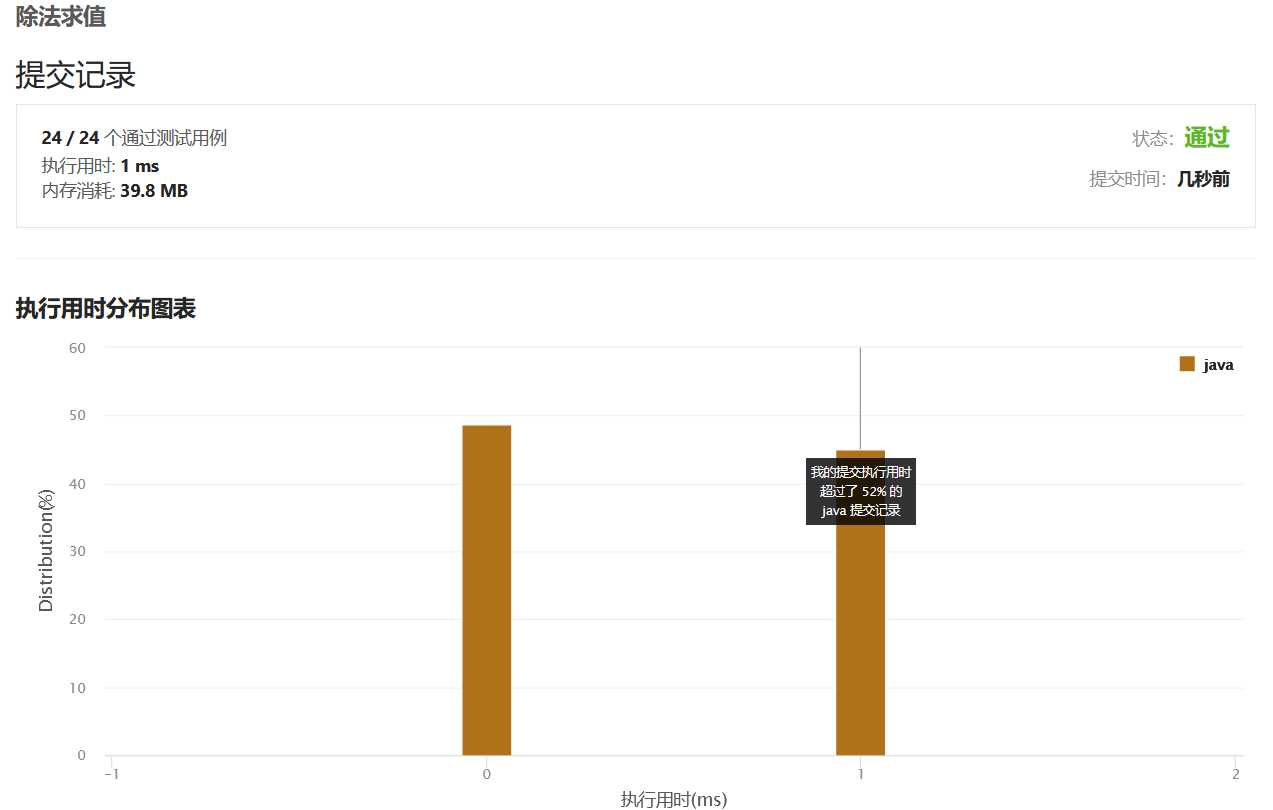 除法求值
提交记录
24 / 24 个通过测试用例
状态：通过
执行用时: 1 ms
提交时间：几秒前
内存消耗: 39.8 MB
执行用时分布图表
60
java
50
我的提交执行用时
超过了 52% 的
java 提交记录
40
30
20
10
0
Distribution(%)
-1
0
1
2
执行用时(ms)